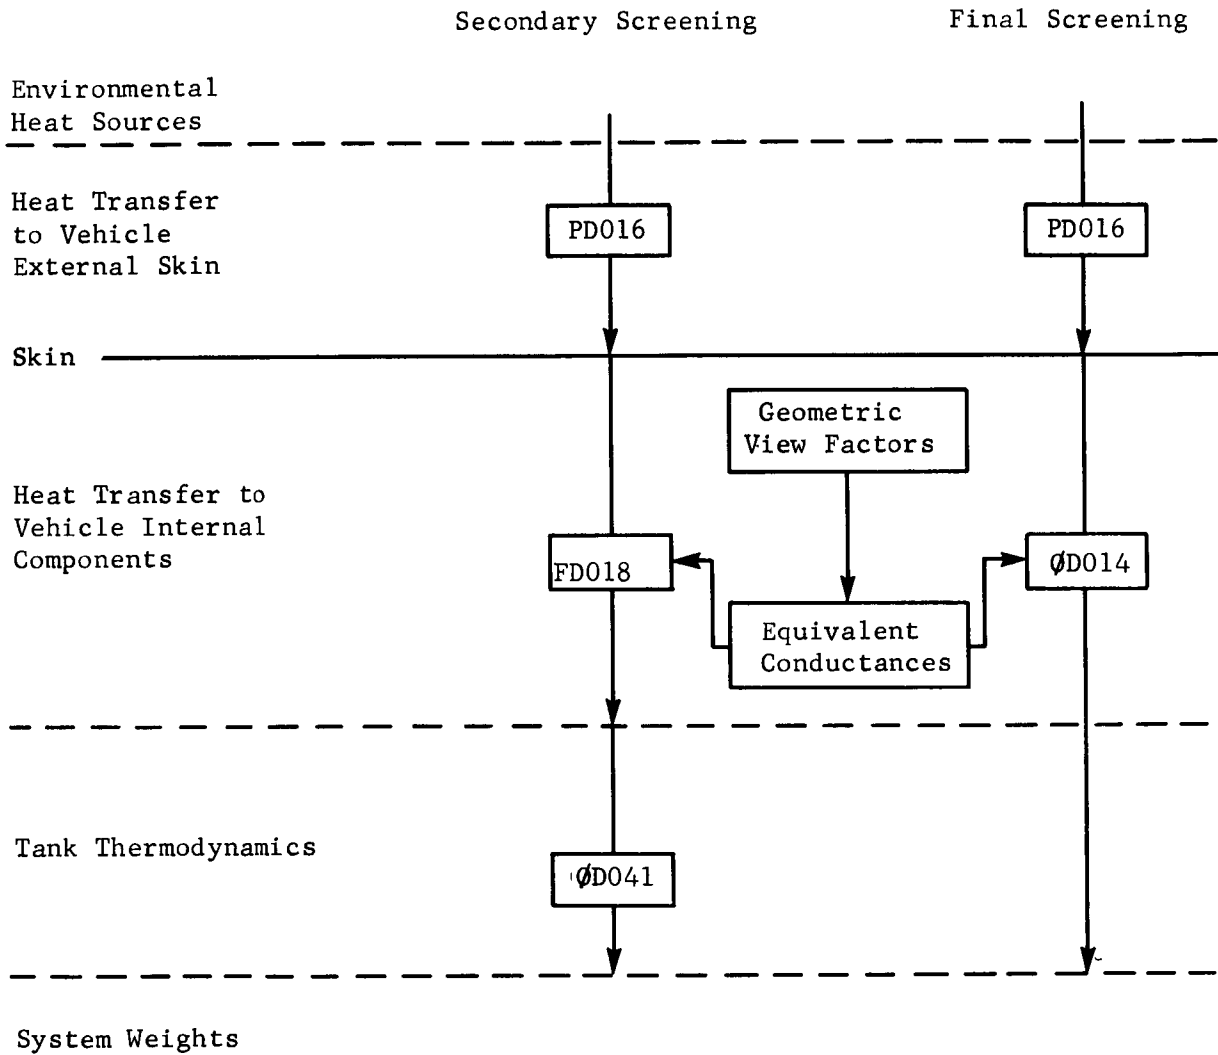 Secondary Screening
Final Screening
Environmental
Heat Sources
Heat Transfer
to Vehicle
External Skin
PD016
PD016
Skin
Geometric
View Factors
Heat Transfer to
Vehicle Internal
Components
FD018
ØD014
Equivalent
Conductances
Tank Thermodynamics
ØD041
System Weights